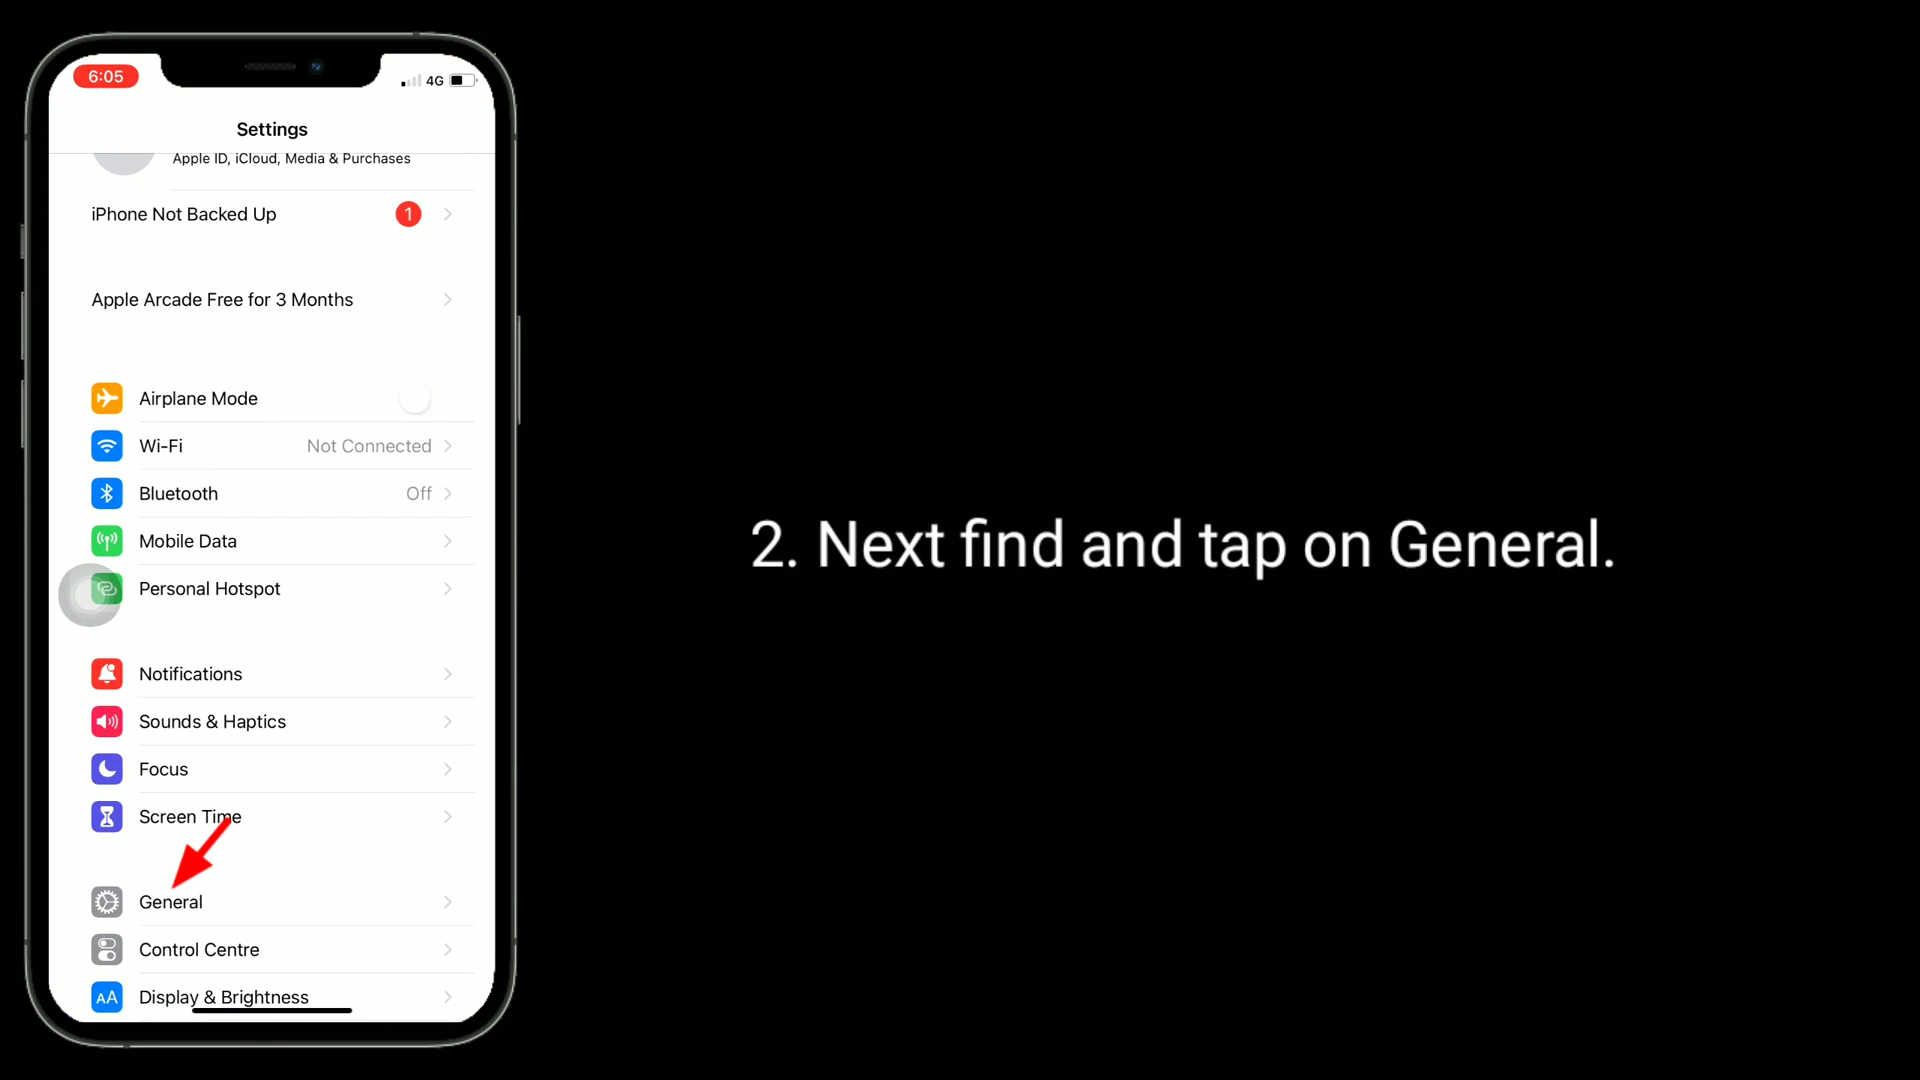 6:05
4G
Settings
Apple ID, iCloud, Media & Purchases
iPhone Not Backed Up
1
Apple Arcade Free for 3 Months
Airplane Mode
Wi-Fi Not Connected
Bluetooth Off
Mobile Data
Personal Hotspot
Notifications
Sounds & Haptics
Focus
Screen Time
General
Control Centre
AA Display & Brightness
2. Next find and tap on General.